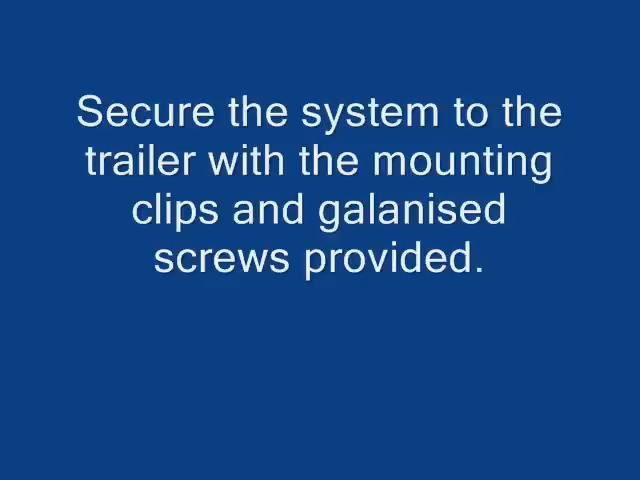 Secure the system to the
trailer with the mounting
clips and galanised
screws provided.